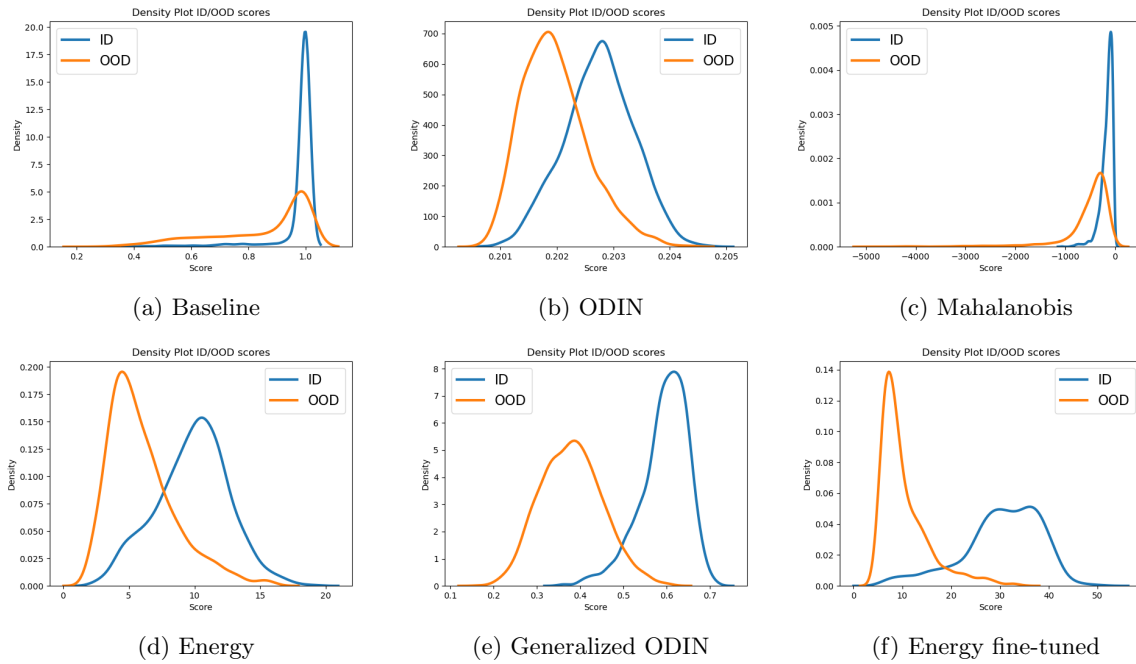 Density Plot ID/OOD scores
20.0
17.5
15.0
12.5
10.0
7.5
5.0
2.5
0.0
Density
ID
OOD
0.2 0.4 0.6 0.8 1.0
Score
(a) Baseline
Density Plot ID/OOD scores
700
600
500
400
300
200
100
0
Density
ID
OOD
0.201 0.202 0.203 0.204 0.205
Score
(b) ODIN
Density Plot ID/OOD scores
0.005
0.004
0.003
0.002
0.001
0.000
Density
ID
OOD
−5000 −4000 −3000 −2000 −1000 0
Score
(c) Mahalanobis
Density Plot ID/OOD scores
0.200
0.175
0.150
0.125
0.100
0.075
0.050
0.025
0.000
Density
ID
OOD
0 5 10 15 20
Score
(d) Energy
Density Plot ID/OOD scores
8
7
6
5
4
3
2
1
0
Density
ID
OOD
0.1 0.2 0.3 0.4 0.5 0.6 0.7
Score
(e) Generalized ODIN
Density Plot ID/OOD scores
0.14
0.12
0.10
0.08
0.06
0.04
0.02
0.00
Density
ID
OOD
0 10 20 30 40 50
Score
(f) Energy fine-tuned